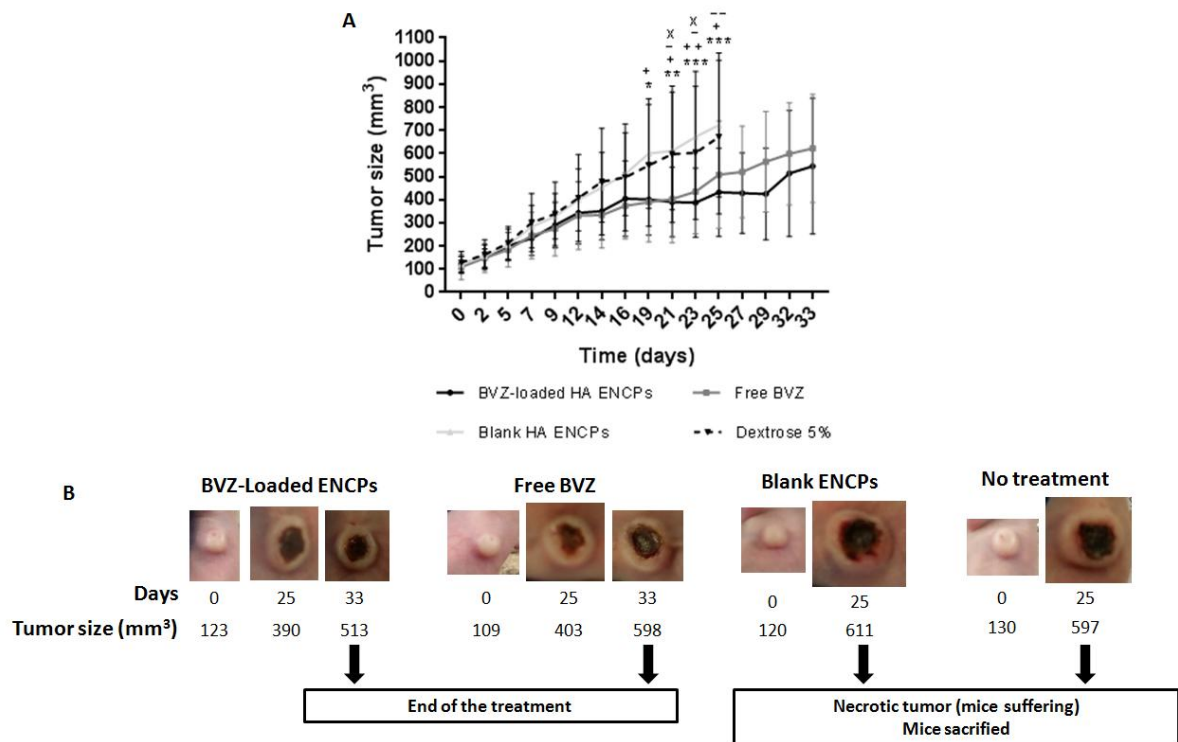 A
Tumor size (mm³)
1100
1000
900
800
700
600
500
400
300
200
100
0
+
*
X
–
+
**
X
–
++
***
––
+
***
0 2 5 7 9 12 14 16 19 21 23 25 27 29 32 33
Time (days)
BVZ-loaded HA ENCPs Free BVZ
Blank HA ENCPs Dextrose 5%
B
BVZ-Loaded ENCPs Free BVZ Blank ENCPs No treatment
Days 0 25 33 0 25 33 0 25 0 25
Tumor size (mm³) 123 390 513 109 403 598 120 611 130 597
End of the treatment
Necrotic tumor (mice suffering)
Mice sacrified